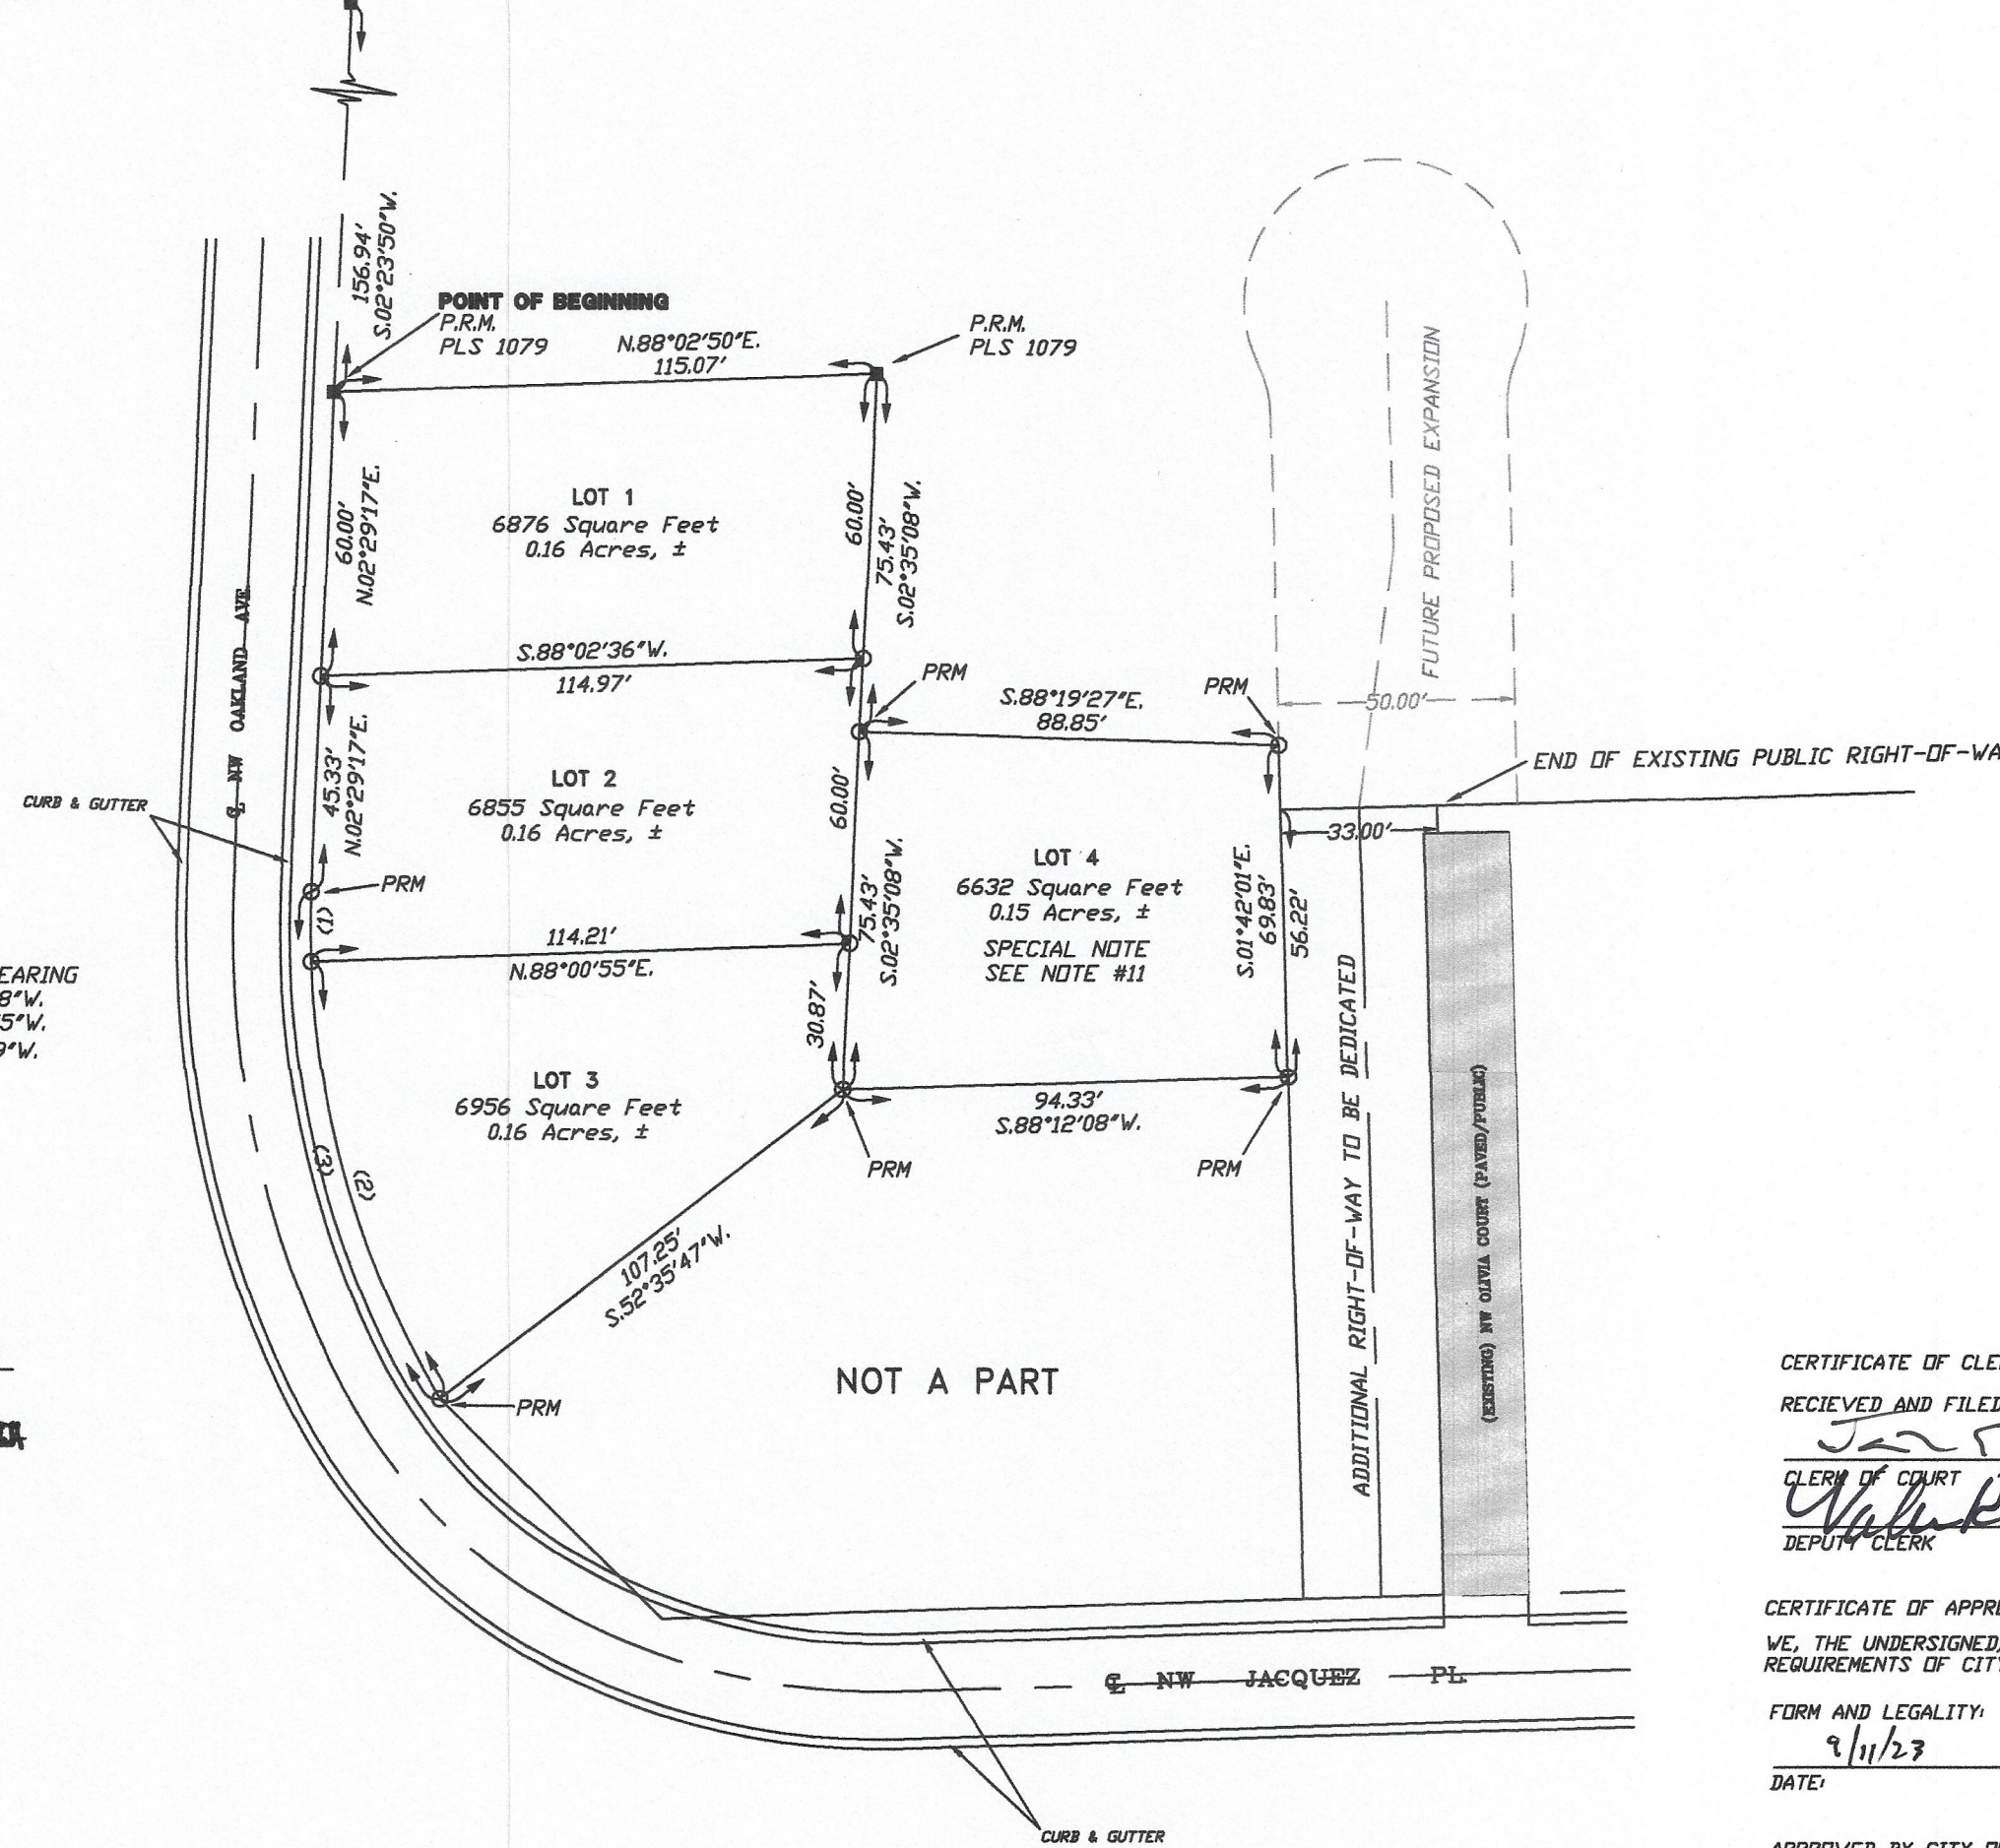 156.94'
S.02°23'50"W.
POINT OF BEGINNING
P.R.M.
PLS 1079
N.88°02'50"E.
115.07'
P.R.M.
PLS 1079
FUTURE PROPOSED EXPANSION
60.00'
N.02°29'17"E.
LOT 1
6876 Square Feet
0.16 Acres, ±
60.00'
75.43'
S.02°35'08"W.
℄ NW OAKLAND AVE
S.88°02'36"W.
114.97'
PRM
S.88°19'27"E.
88.85'
PRM
50.00'
END OF EXISTING PUBLIC RIGHT-OF-WA
CURB & GUTTER
45.33'
N.02°29'17"E.
LOT 2
6855 Square Feet
0.16 Acres, ±
60.00'
33.00'
PRM
(1)
LOT 4
6632 Square Feet
0.15 Acres, ±
SPECIAL NOTE
SEE NOTE #11
75.43'
S.02°35'08"W.
S.01°42'01"E.
69.83'
56.22'
114.21'
N.88°00'55"E.
EARING
8"W.
5"W.
9"W.
30.87'
LOT 3
6956 Square Feet
0.16 Acres, ±
94.33'
S.88°12'08"W.
PRM
PRM
(3)
(2)
ADDITIONAL RIGHT-OF-WAY TO BE DEDICATED
(EXISTING) NW OLIVIA COURT (PAVED/PUBLIC)
107.25'
S.52°35'47"W.
NOT A PART
PRM
CERTIFICATE OF CLE
RECIEVED AND FILED
CLERK OF COURT
DEPUTY CLERK
CERTIFICATE OF APPR
WE, THE UNDERSIGNED,
REQUIREMENTS OF CIT
℄ NW JACQUEZ PL.
FORM AND LEGALITY:
9/11/23
DATE:
CURB & GUTTER
APPROVED BY CITY